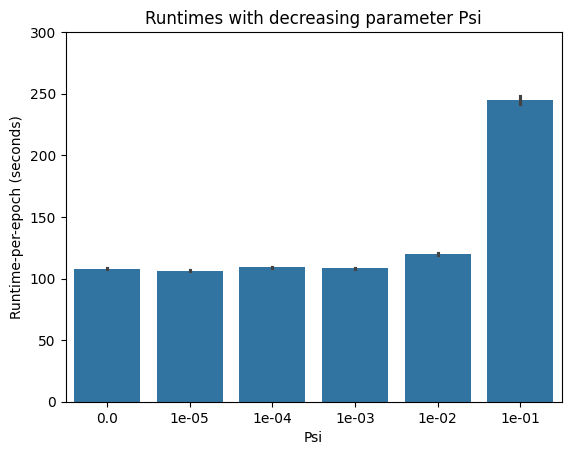 Runtimes with decreasing parameter Psi
300
250
200
150
100
50
0
Runtime-per-epoch (seconds)
0.0 1e-05 1e-04 1e-03 1e-02 1e-01
Psi